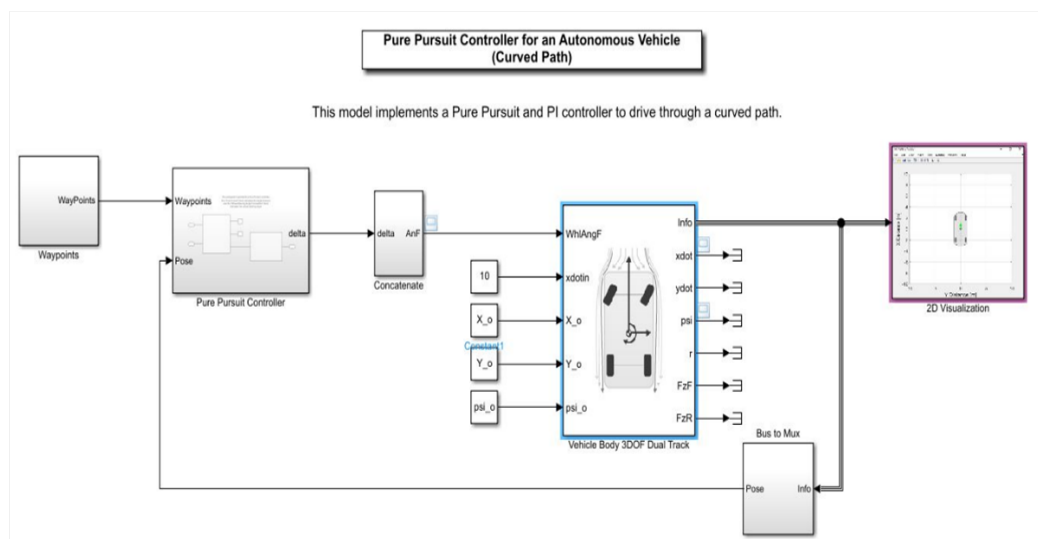 Pure Pursuit Controller for an Autonomous Vehicle
(Curved Path)
This model implements a Pure Pursuit and PI controller to drive through a curved path.
WayPoints
Waypoints
Waypoints
Pose
delta
Pure Pursuit Controller
delta
AnF
Concatenate
10
X_o
Constant1
Y_o
psi_o
WhlAngF
xdotin
X_o
Y_o
psi_o
Info
xdot
ydot
psi
r
FzF
FzR
Vehicle Body 3DOF Dual Track
2D Visualization
Bus to Mux
Pose
Info